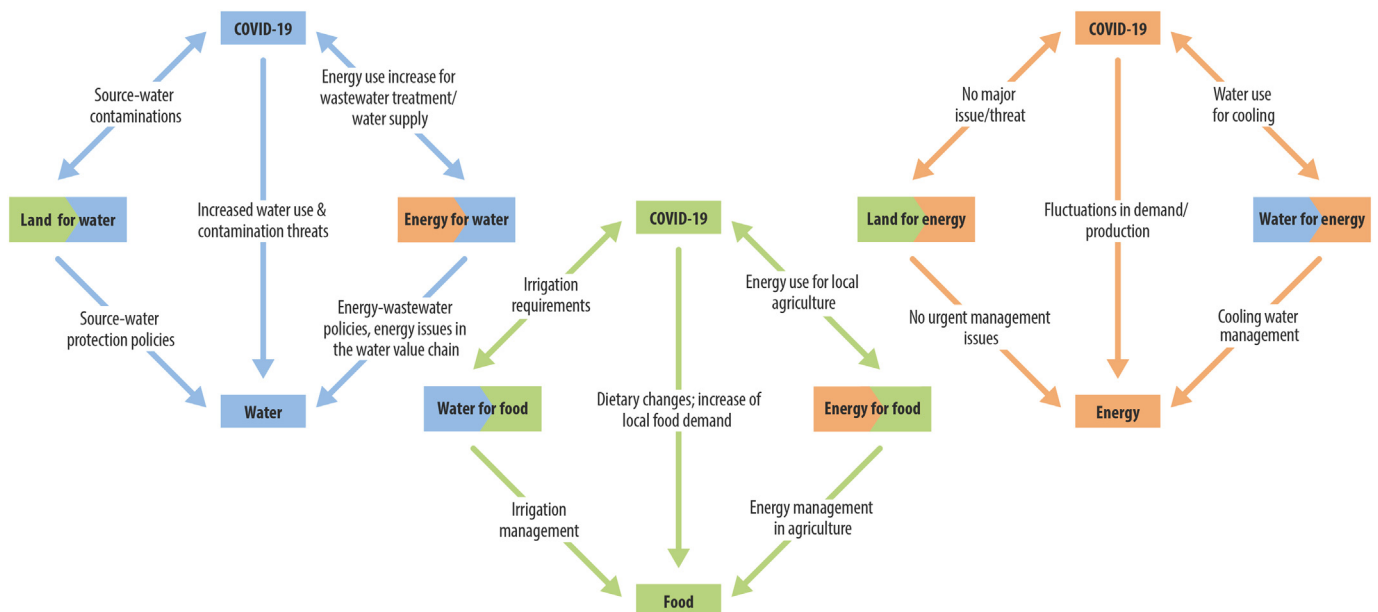 COVID-19
Source-water
contaminations
Energy use increase for
wastewater treatment/
water supply
Land for water
Increased water use &
contamination threats
Energy for water
Source-water
protection policies
Energy-wastewater
policies, energy issues in
the water value chain
Water
COVID-19
Irrigation
requirements
Energy use for local
agriculture
Water for food
Dietary changes; increase of
local food demand
Energy for food
Irrigation
management
Energy management
in agriculture
Food
COVID-19
No major
issue/threat
Water use
for cooling
Land for energy
Fluctuations in demand/
production
Water for energy
No urgent management
issues
Cooling water
management
Energy